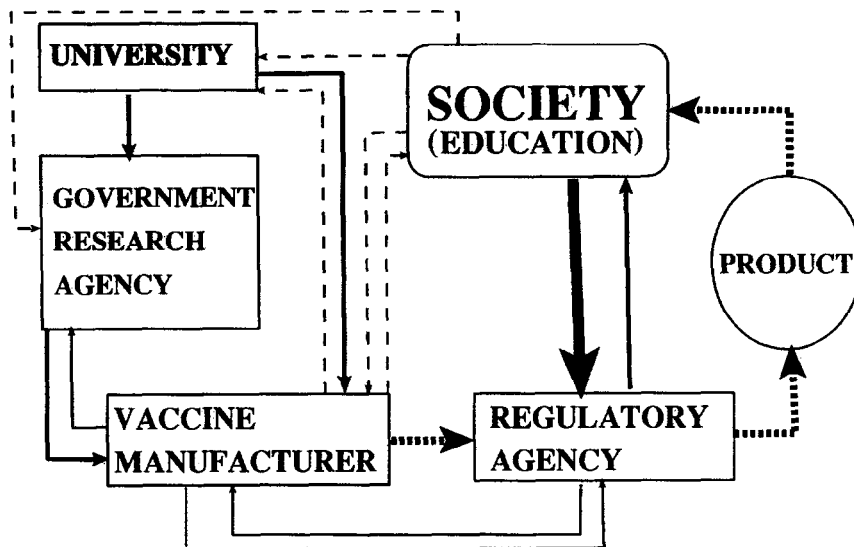 UNIVERSITY
SOCIETY
(EDUCATION)
GOVERNMENT
RESEARCH
AGENCY
PRODUCT
VACCINE
MANUFACTURER
REGULATORY
AGENCY